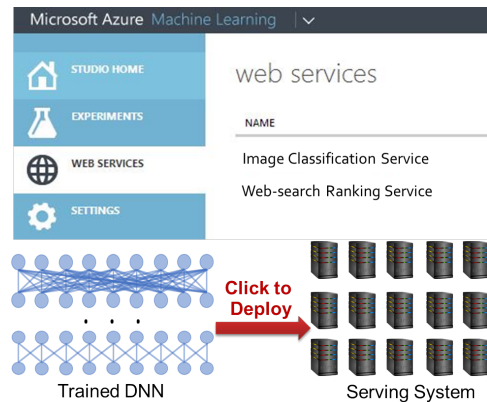 Microsoft Azure Machine Learning
STUDIO HOME
EXPERIMENTS
WEB SERVICES
SETTINGS
web services
NAME
Image Classification Service
Web-search Ranking Service
Click to
Deploy
. . .
Trained DNN
Serving System